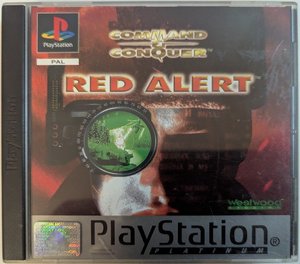 PlayStation
PAL
COMMAND
& CONQUER
RED ALERT
Westwood
PlayStation
PLATINUM
PlayStation